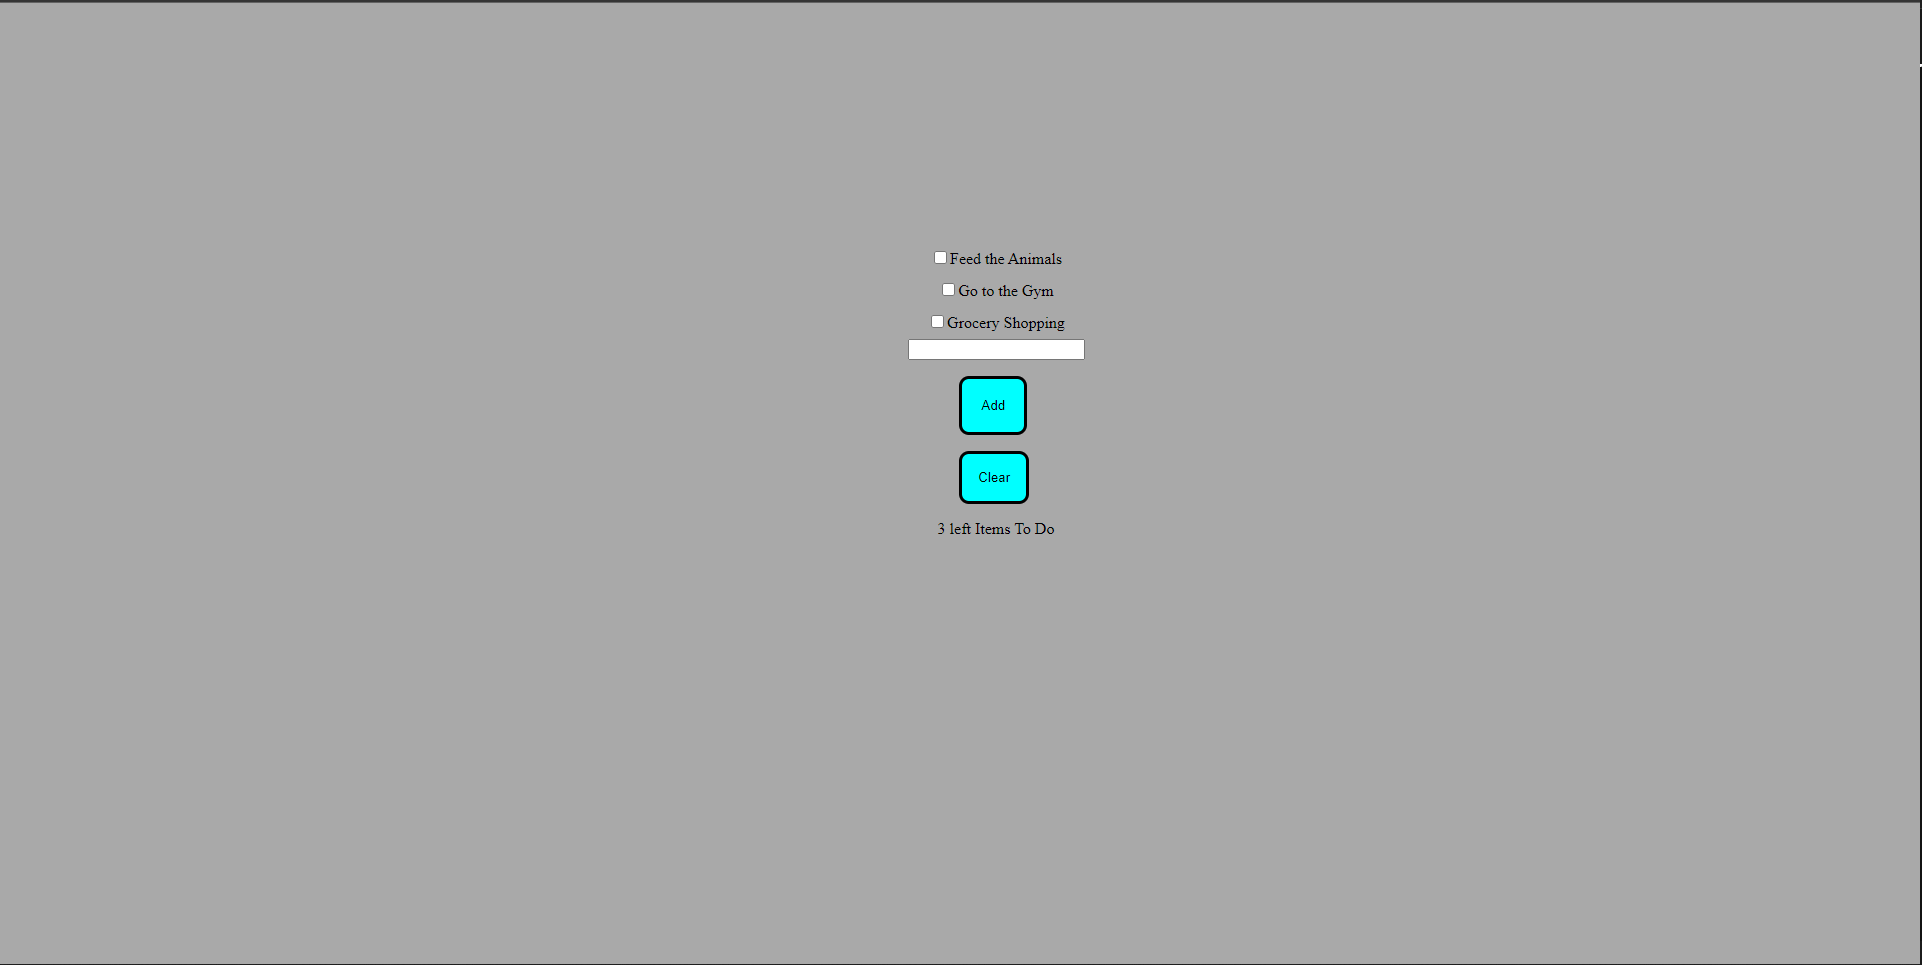 Feed the Animals
Go to the Gym
Grocery Shopping
Add
Clear
3 left Items To Do